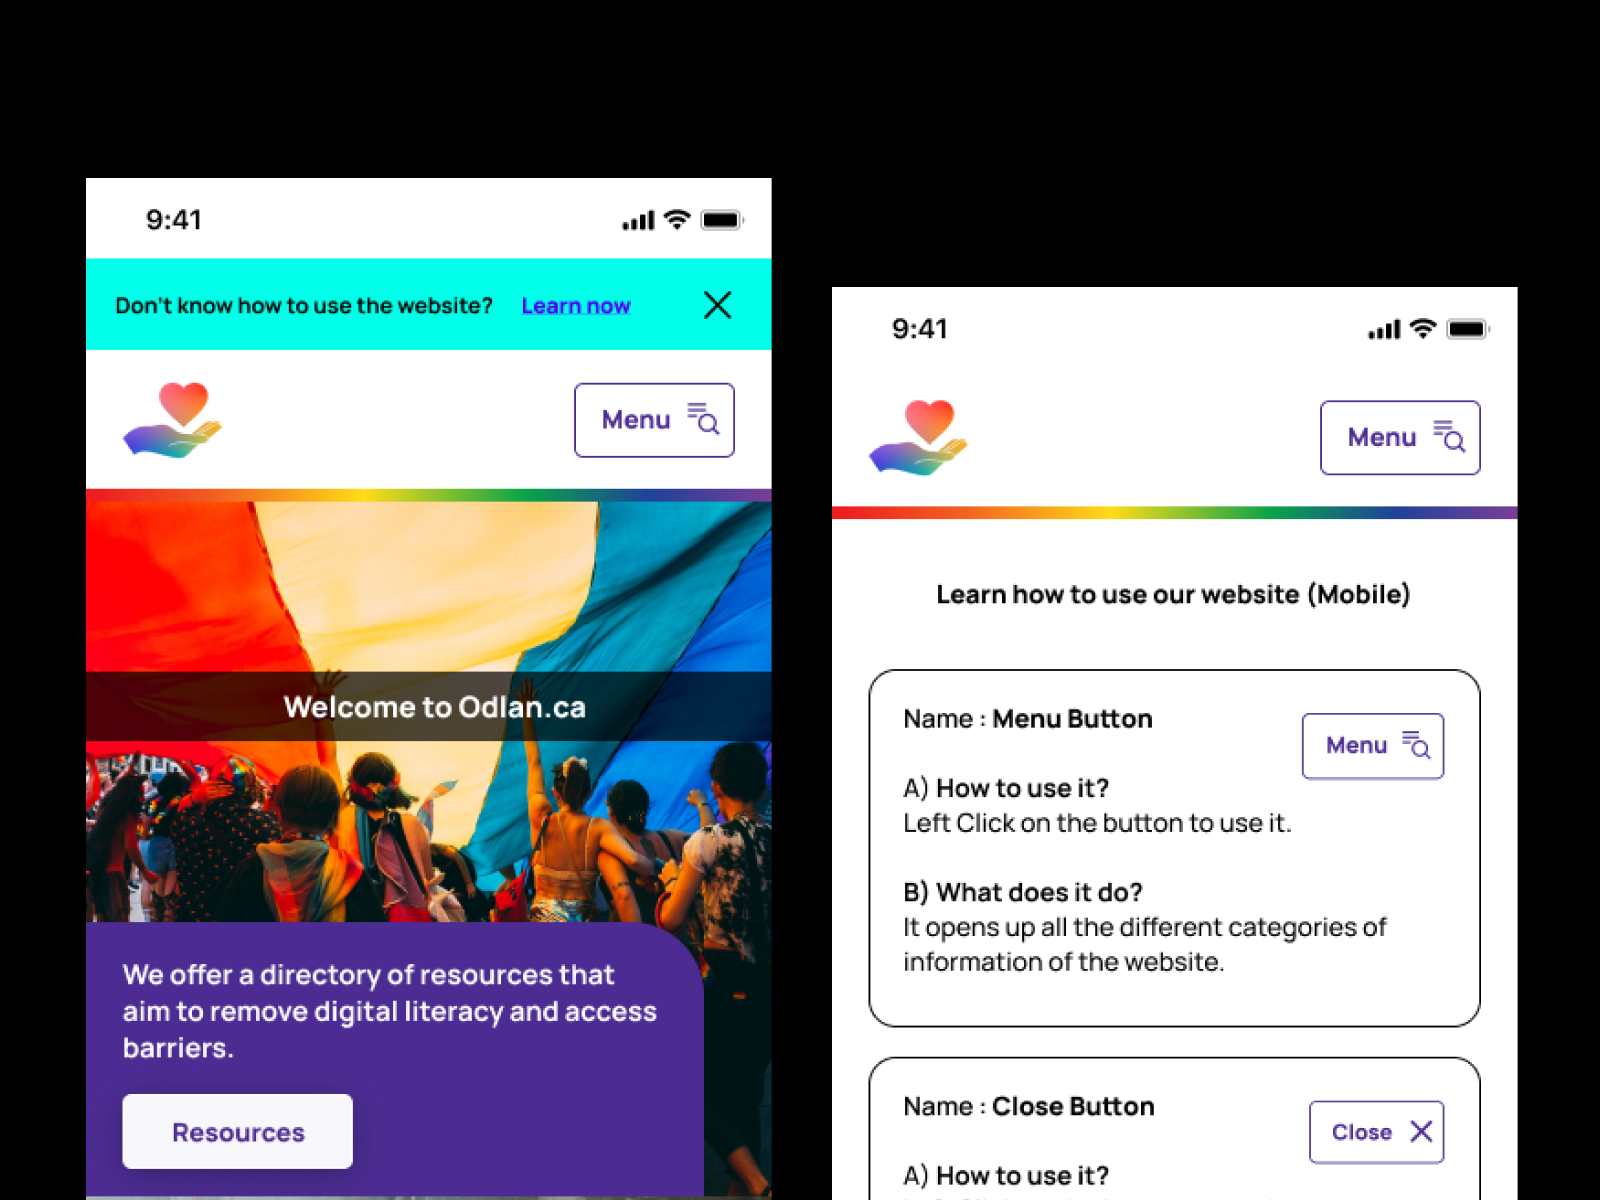 9:41
Don't know how to use the website? Learn now
Menu
Welcome to Odlan.ca
We offer a directory of resources that
aim to remove digital literacy and access
barriers.
Resources
9:41
Menu
Learn how to use our website (Mobile)
Name : Menu Button
Menu
A) How to use it?
Left Click on the button to use it.
B) What does it do?
It opens up all the different categories of
information of the website.
Name : Close Button
Close
A) How to use it?